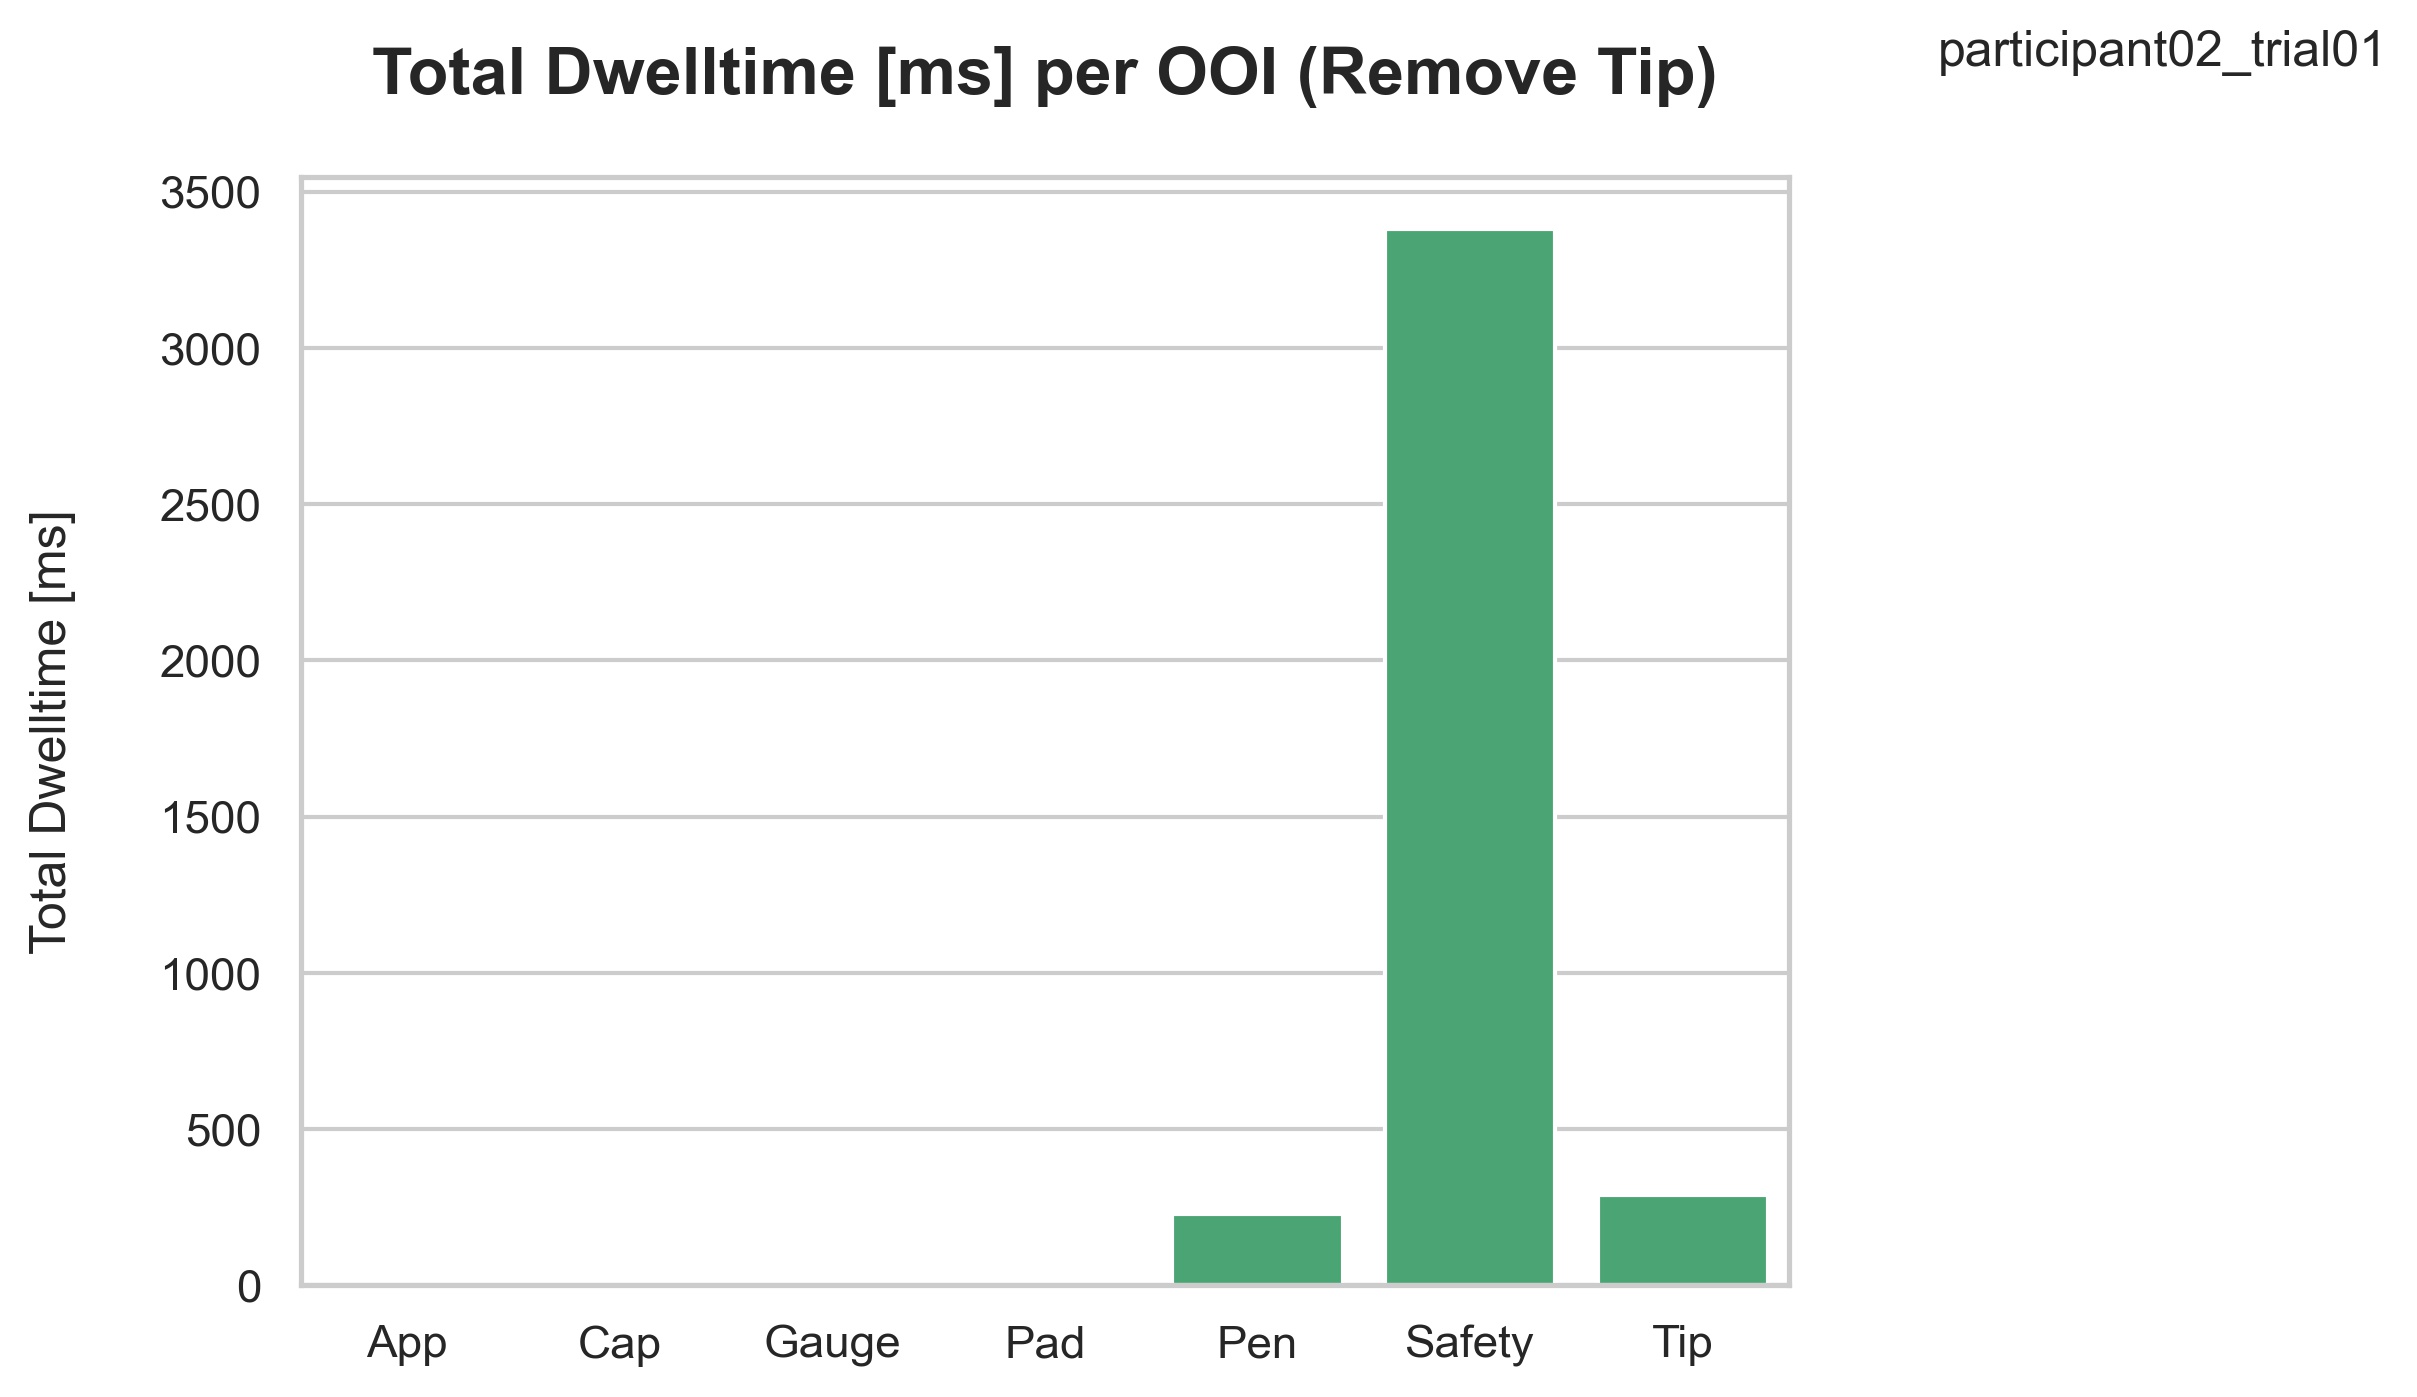 Total Dwelltime [ms] per OOI (Remove Tip)
participant02_trial01
Total Dwelltime [ms]
3500
3000
2500
2000
1500
1000
500
0
App Cap Gauge Pad Pen Safety Tip